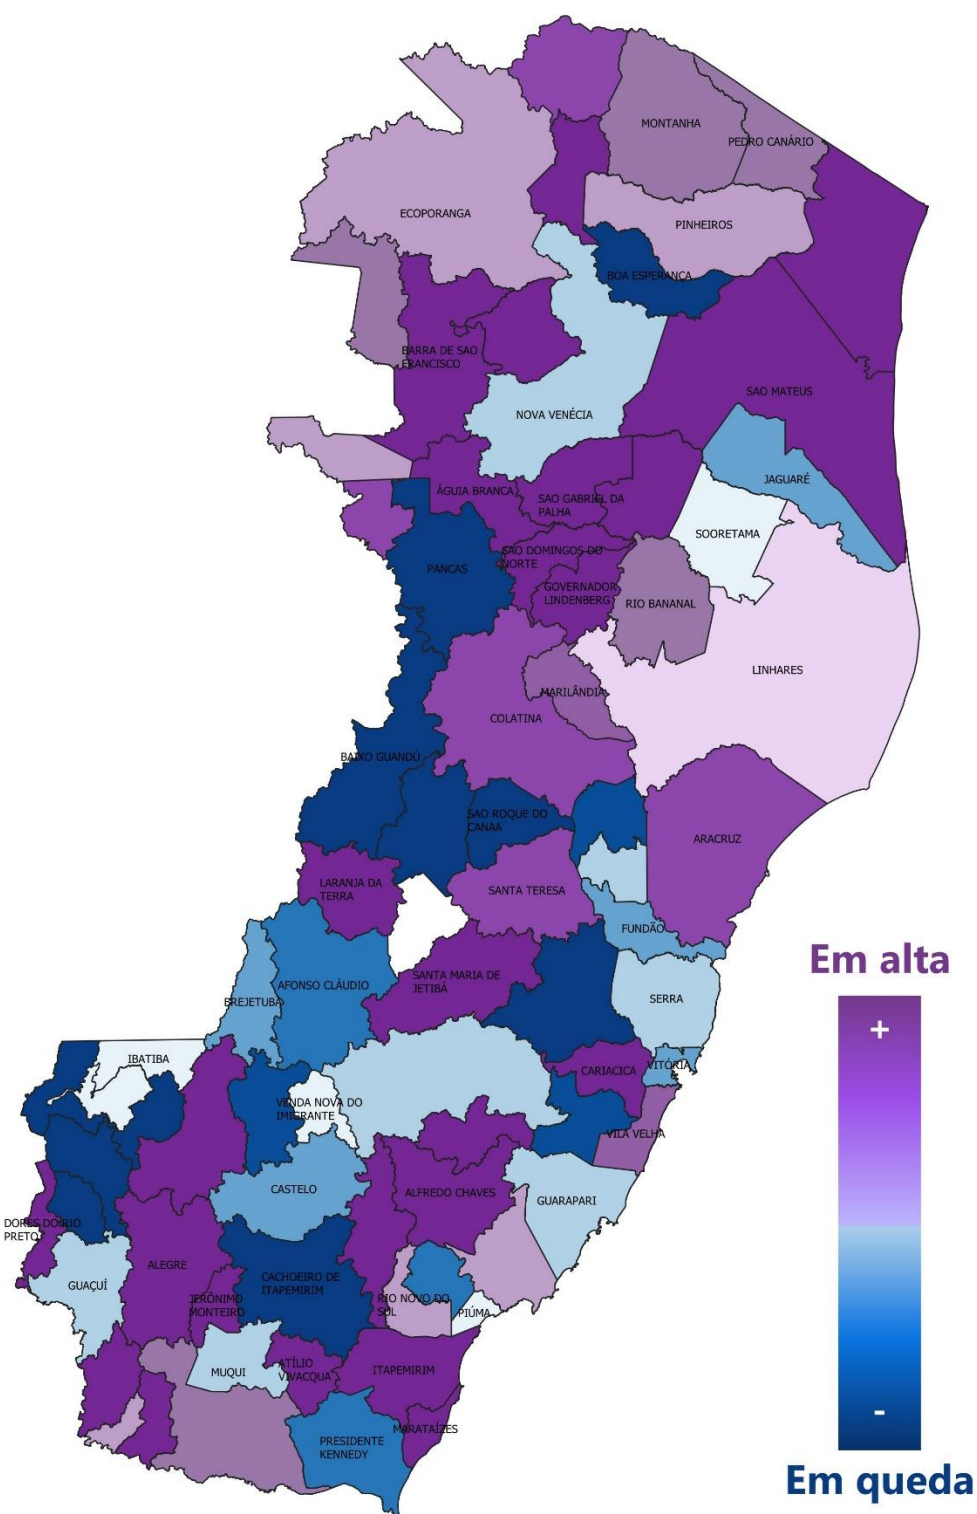 MONTANHA
PEDRO CANÁRIO
ECOPORANGA
PINHEIROS
BOA ESPERANÇA
BARRA DE SAO
FRANCISCO
SAO MATEUS
NOVA VENÉCIA
JAGUARÉ
ÁGUIA BRANCA
SAO GABRIEL DA
PALHA
SOORETAMA
SAO DOMINGOS DO
NORTE
PANCAS
GOVERNADOR
LINDENBERG
RIO BANANAL
LINHARES
MARILÂNDIA
COLATINA
BAIXO GUANDÚ
SAO ROQUE DO
CANAA
ARACRUZ
LARANJA DA
TERRA
SANTA TERESA
FUNDÃO
Em alta
SANTA MARIA DE
JETIBÁ
AFONSO CLÁUDIO
BREJETUBA
SERRA
+
IBATIBA
VITÓRIA
CARIACICA
VENDA NOVA DO
IMIGRANTE
VILA VELHA
CASTELO
ALFREDO CHAVES
GUARAPARI
DORES DO RIO
PRETO
ALEGRE
GUAÇUÍ
CACHOEIRO DE
ITAPEMIRIM
JERÔNIMO
MONTEIRO
RIO NOVO DO
SUL
PIÚMA
MUQUI
ATÍLIO
VIVACQUA
ITAPEMIRIM
-
MARATAÍZES
PRESIDENTE
KENNEDY
Em queda